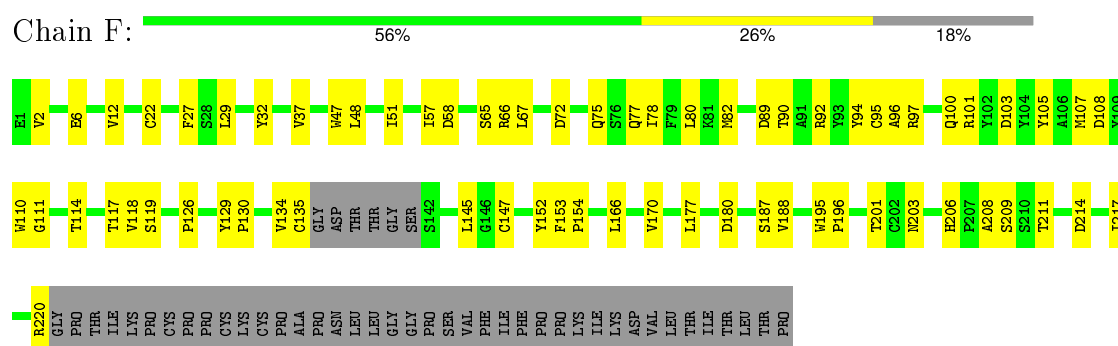 Chain F:
56% 26% 18%
E1 V2 E6 V12 C22 F27 S28 L29 Y32 V37 W47 L48 I51 I57 D58 S65 R66 L67 D72 Q75 S76 Q77 I78 F79 L80 K81 M82 D89 T90 A91 R92 Y93 Y94 C95 A96 R97 Q100 R101 Y102 D103 Y104 Y105 A106 M107 D108 Y109
W110 G111 T114 T117 V118 S119 P126 Y129 P130 V134 C135 GLY ASP THR THR GLY SER S142 L145 G146 C147 Y152 F153 P154 L166 V170 L177 D180 S187 V188 W195 P196 T201 C202 N203 H206 P207 A208 S209 S210 T211 D214
R220 GLY PRO THR ILE LYS PRO CYS PRO PRO CYS LYS CYS PRO ALA PRO ASN LEU LEU GLY GLY PRO SER VAL PHE ILE PHE PRO PRO LYS ILE LYS ASP VAL LEU THR ILE THR LEU THR PRO